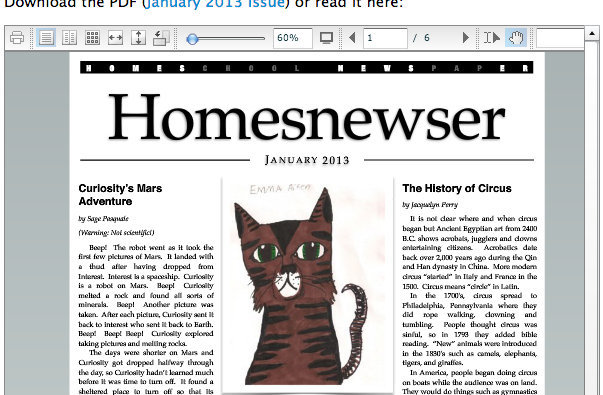 Download the PDF (January 2013 Issue) or read it here:
60%
1 / 6
HOMESCHOOL NEWSPAPER
Homesnewser
JANUARY 2013
Curiosity's Mars
Adventure
by Sage Pasquale
(Warning: Not scientific!)
Beep! The robot went as it took the
first few pictures of Mars. It landed with
a thud after having dropped from
Interest. Interest is a spaceship. Curiosity
is a robot on Mars. Beep! Curiosity
melted a rock and found all sorts of
minerals. Beep! Another picture was
taken. After each picture, Curiosity sent it
back to interest who sent it back to Earth.
Beep! Beep! Beep! Curiosity explored
taking pictures and melting rocks.
The days were shorter on Mars and
Curiosity got dropped halfway through
the day, so Curiosity hadn't learned much
before it was time to turn off. It found a
sheltered place to turn off so that its
EMMA
The History of Circus
by Jacquelyn Perry
It is not clear where and when circus
began but Ancient Egyptian art from 2400
B.C. shows acrobats, jugglers and clowns
entertaining citizens. Acrobatics date
back over 2,000 years ago during the Qin
and Han dynasty in China. More modern
circus "started" in Italy and France in the
1500. Circus means "circle" in Latin.
In the 1700's, circus spread to
Philadelphia, Pennsylvania where they
did rope walking, clowning and
tumbling. People thought circus was
sinful, so in 1793 they added bible
reading. "New" animals were introduced
in the 1830's such as camels, elephants,
tigers, and giraffes.
In America, people began doing circus
on boats while the audience was on land.
They would do things such as gymnastics